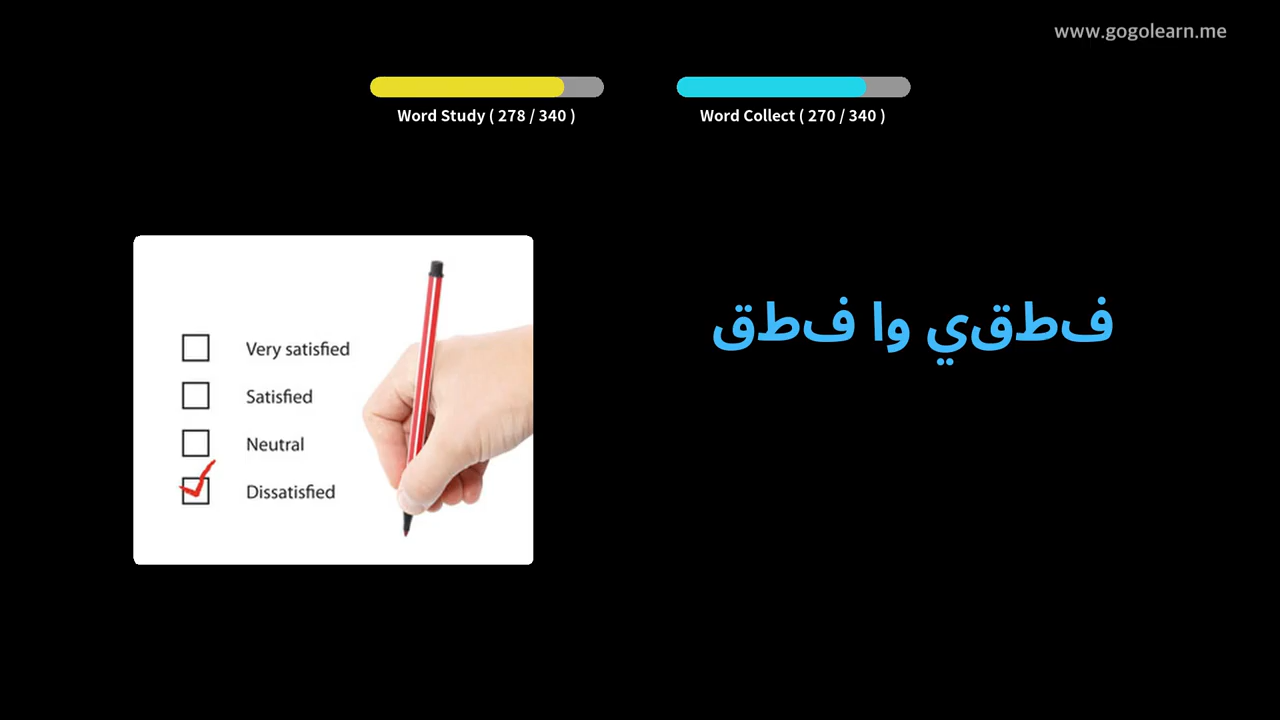 www.gogolearn.me
Word Study ( 278 / 340 )
Word Collect ( 270 / 340 )
فطقي وا فطق
Very satisfied
Satisfied
Neutral
Dissatisfied